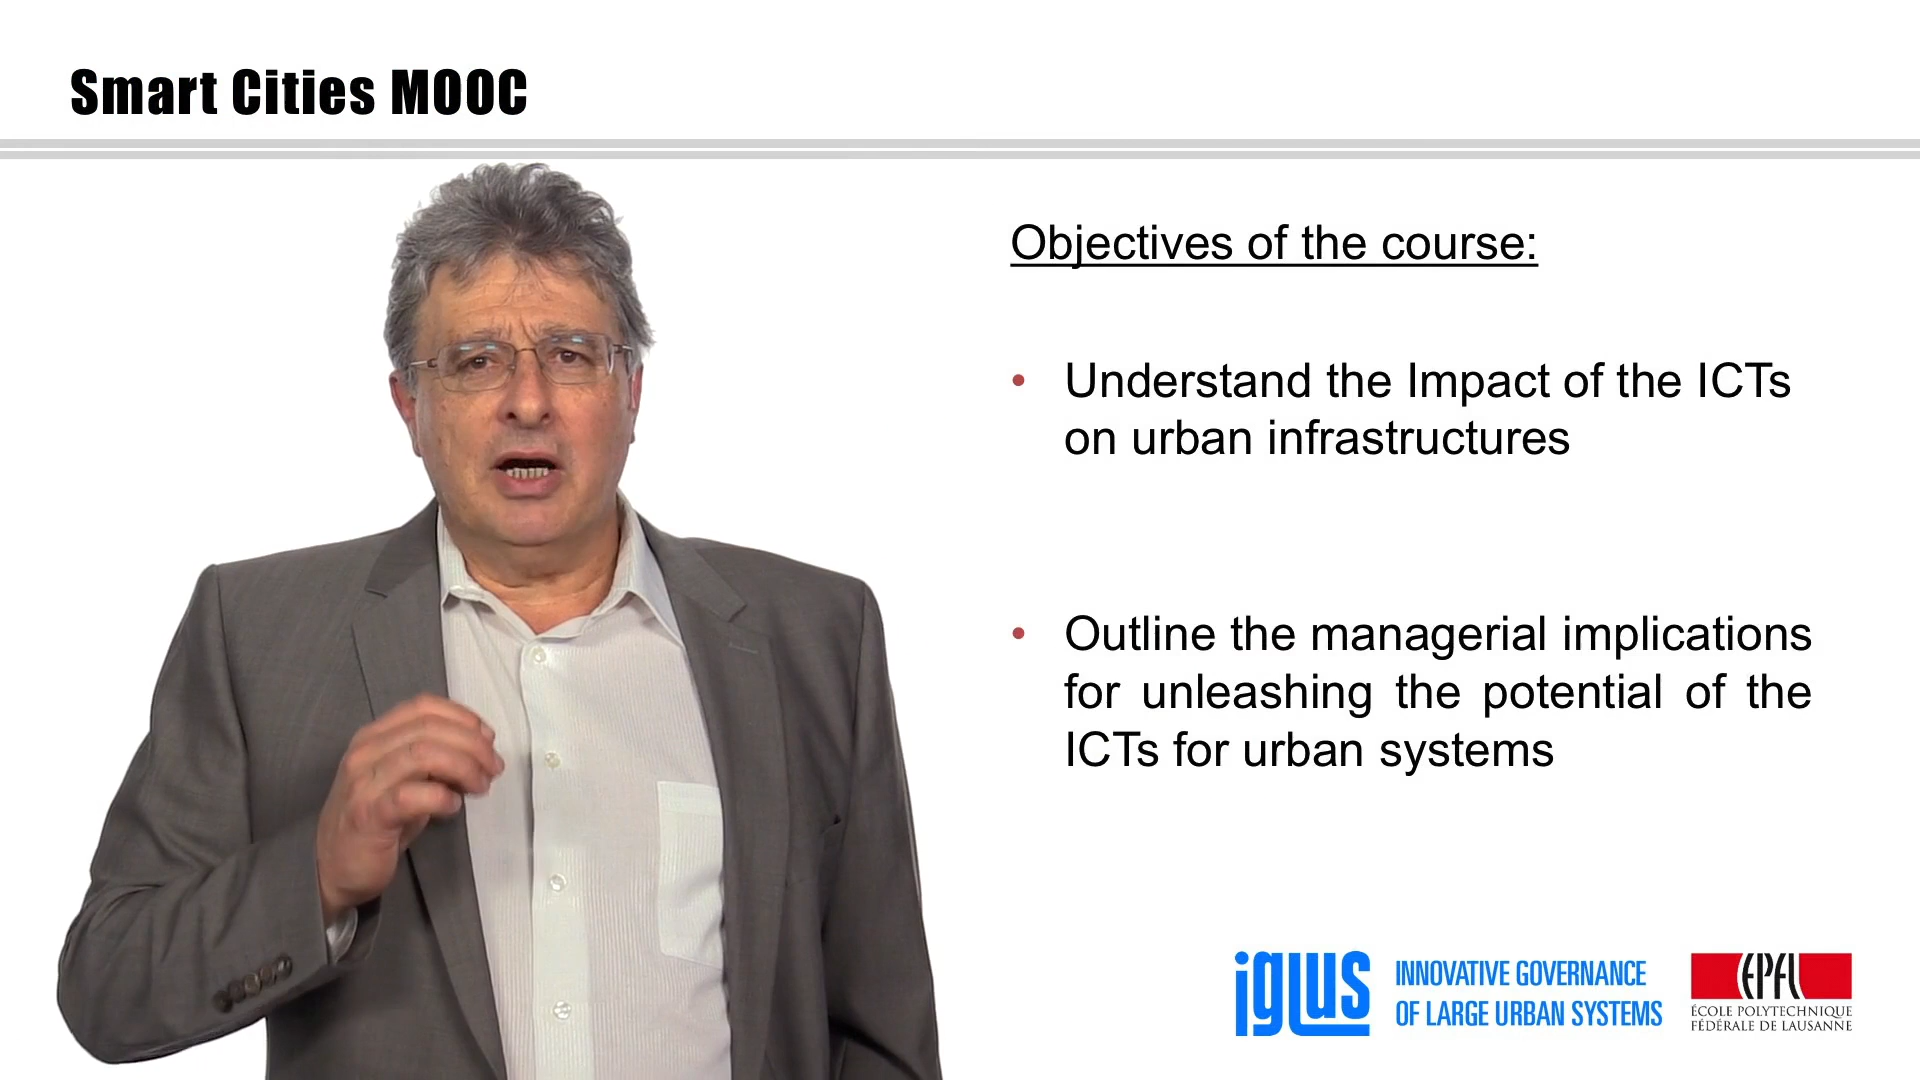 Smart Cities MOOC
Objectives of the course:
• Understand the Impact of the ICTs
on urban infrastructures
• Outline the managerial implications
for unleashing the potential of the
ICTs for urban systems
iglus
INNOVATIVE GOVERNANCE
OF LARGE URBAN SYSTEMS
EPFL
ÉCOLE POLYTECHNIQUE
FÉDÉRALE DE LAUSANNE